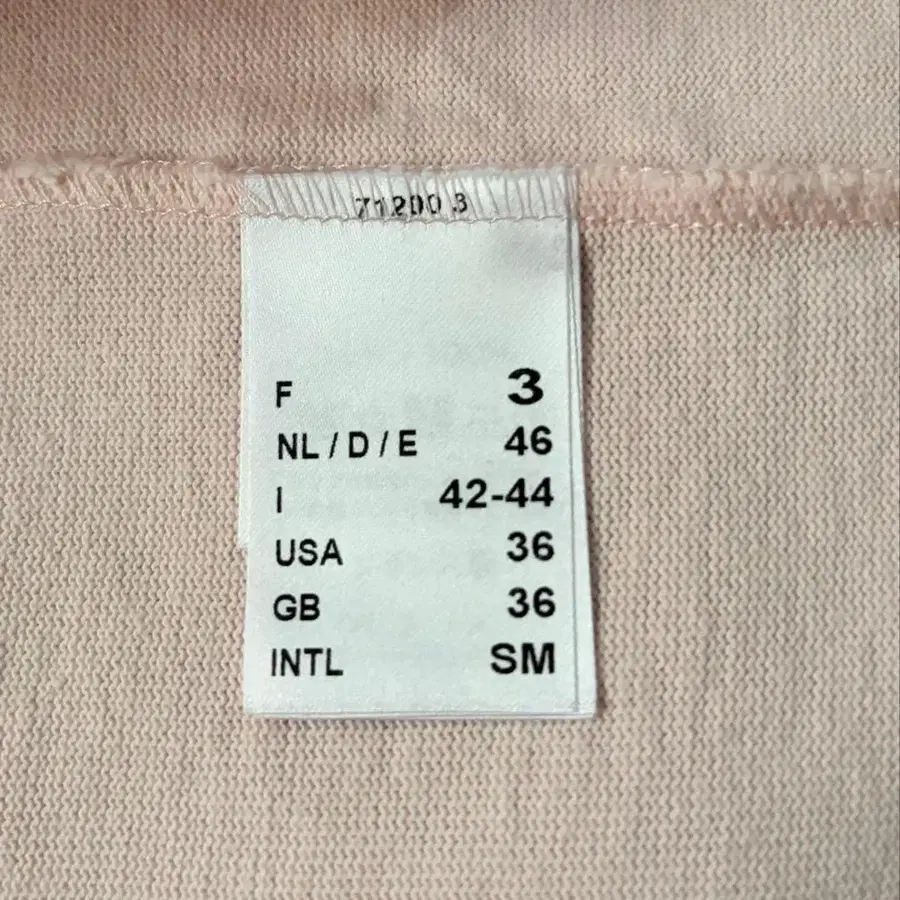 71200 3
F 3
NL / D / E 46
I 42-44
USA 36
GB 36
INTL SM